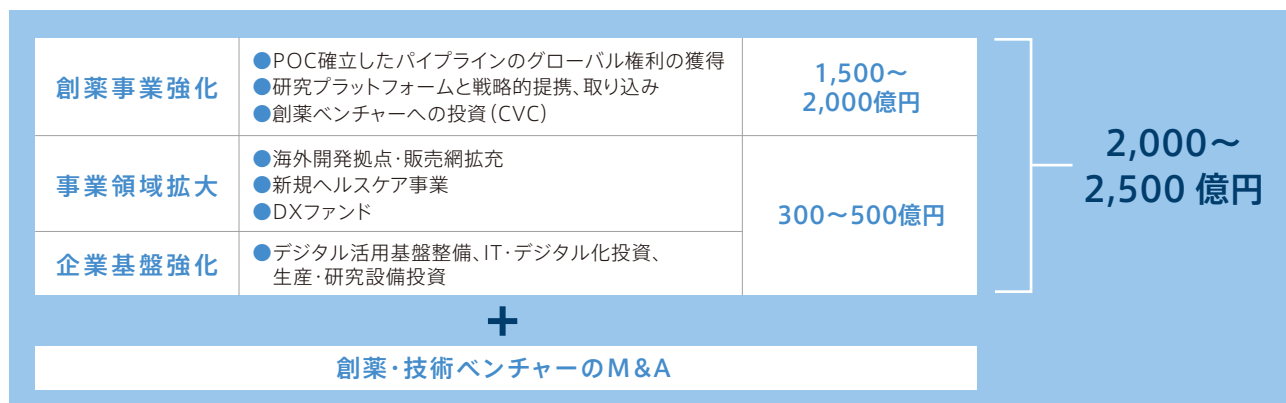 創薬事業強化
●POC確立したパイプラインのグローバル権利の獲得
●研究プラットフォームと戦略的提携、取り込み
●創薬ベンチャーへの投資(CVC)
1,500～
2,000億円
事業領域拡大
●海外開発拠点・販売網拡充
●新規ヘルスケア事業
●DXファンド
300～500億円
企業基盤強化
●デジタル活用基盤整備、IT・デジタル化投資、
生産・研究設備投資
2,000～
2,500 億円
+
創薬・技術ベンチャーのM&A